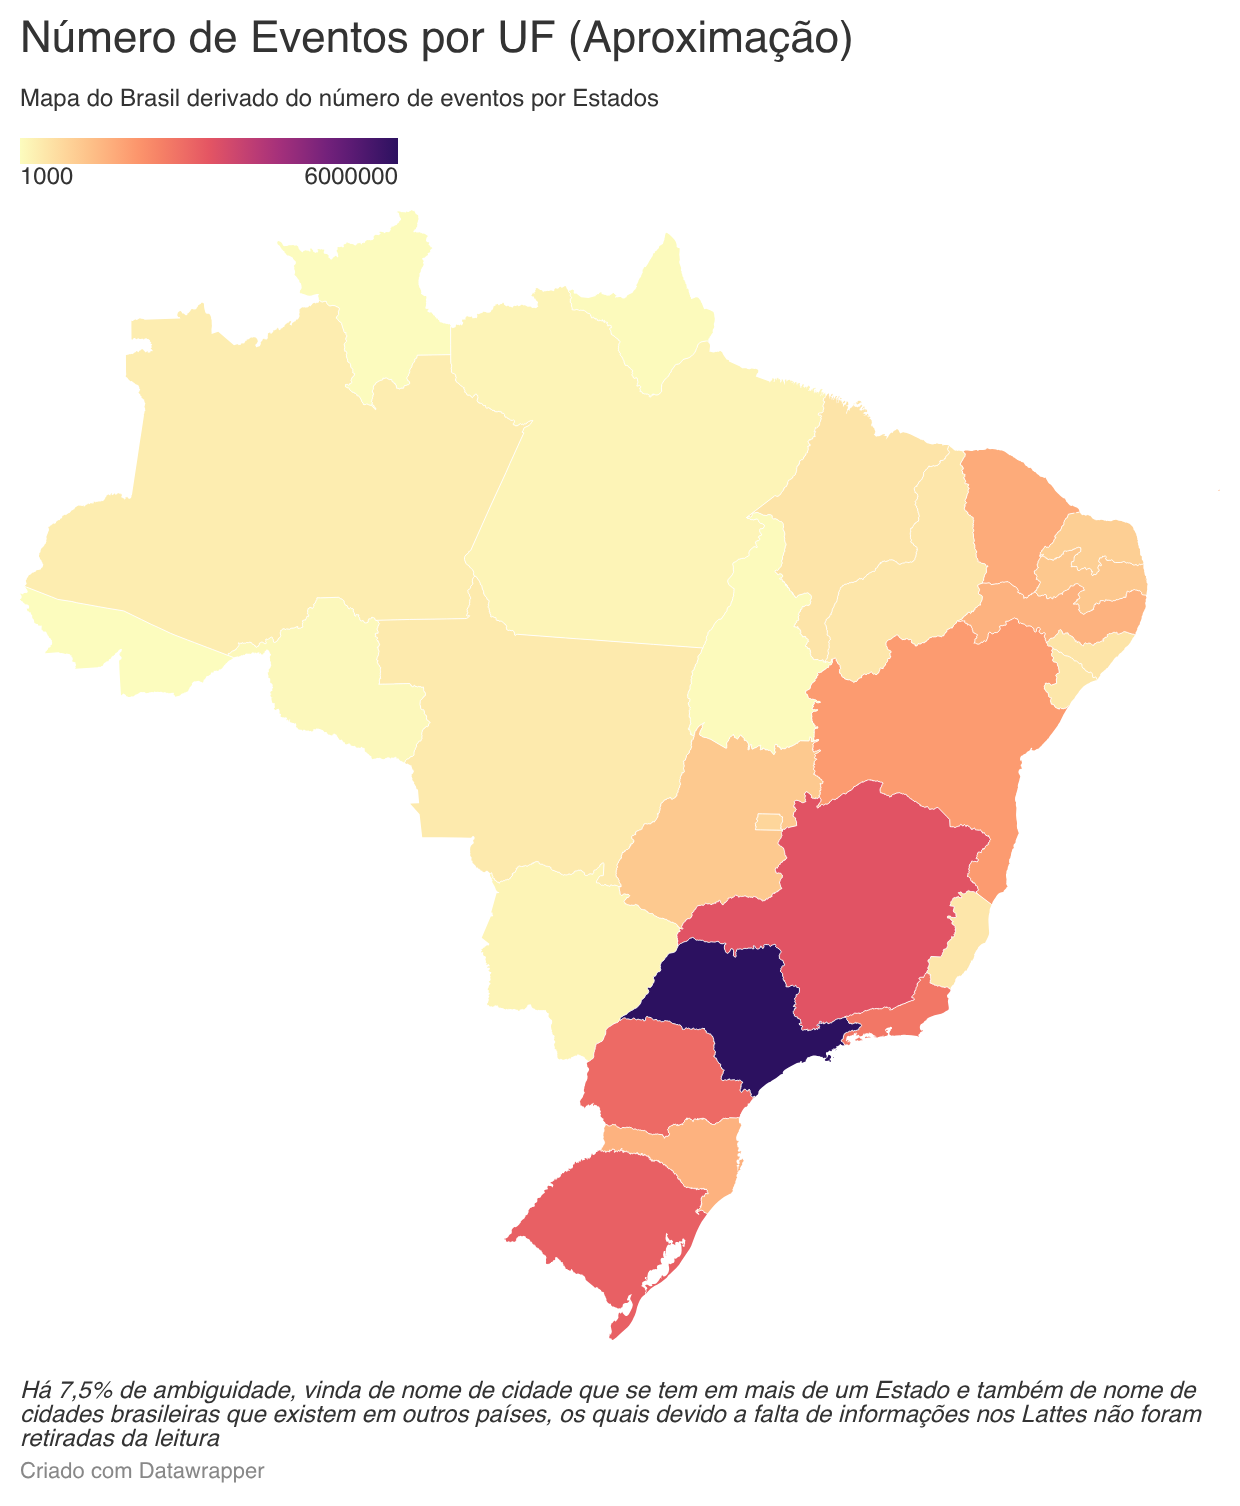 Número de Eventos por UF (Aproximação)
Mapa do Brasil derivado do número de eventos por Estados
1000 6000000
Há 7,5% de ambiguidade, vinda de nome de cidade que se tem em mais de um Estado e também de nome de
cidades brasileiras que existem em outros países, os quais devido a falta de informações nos Lattes não foram
retiradas da leitura
Criado com Datawrapper